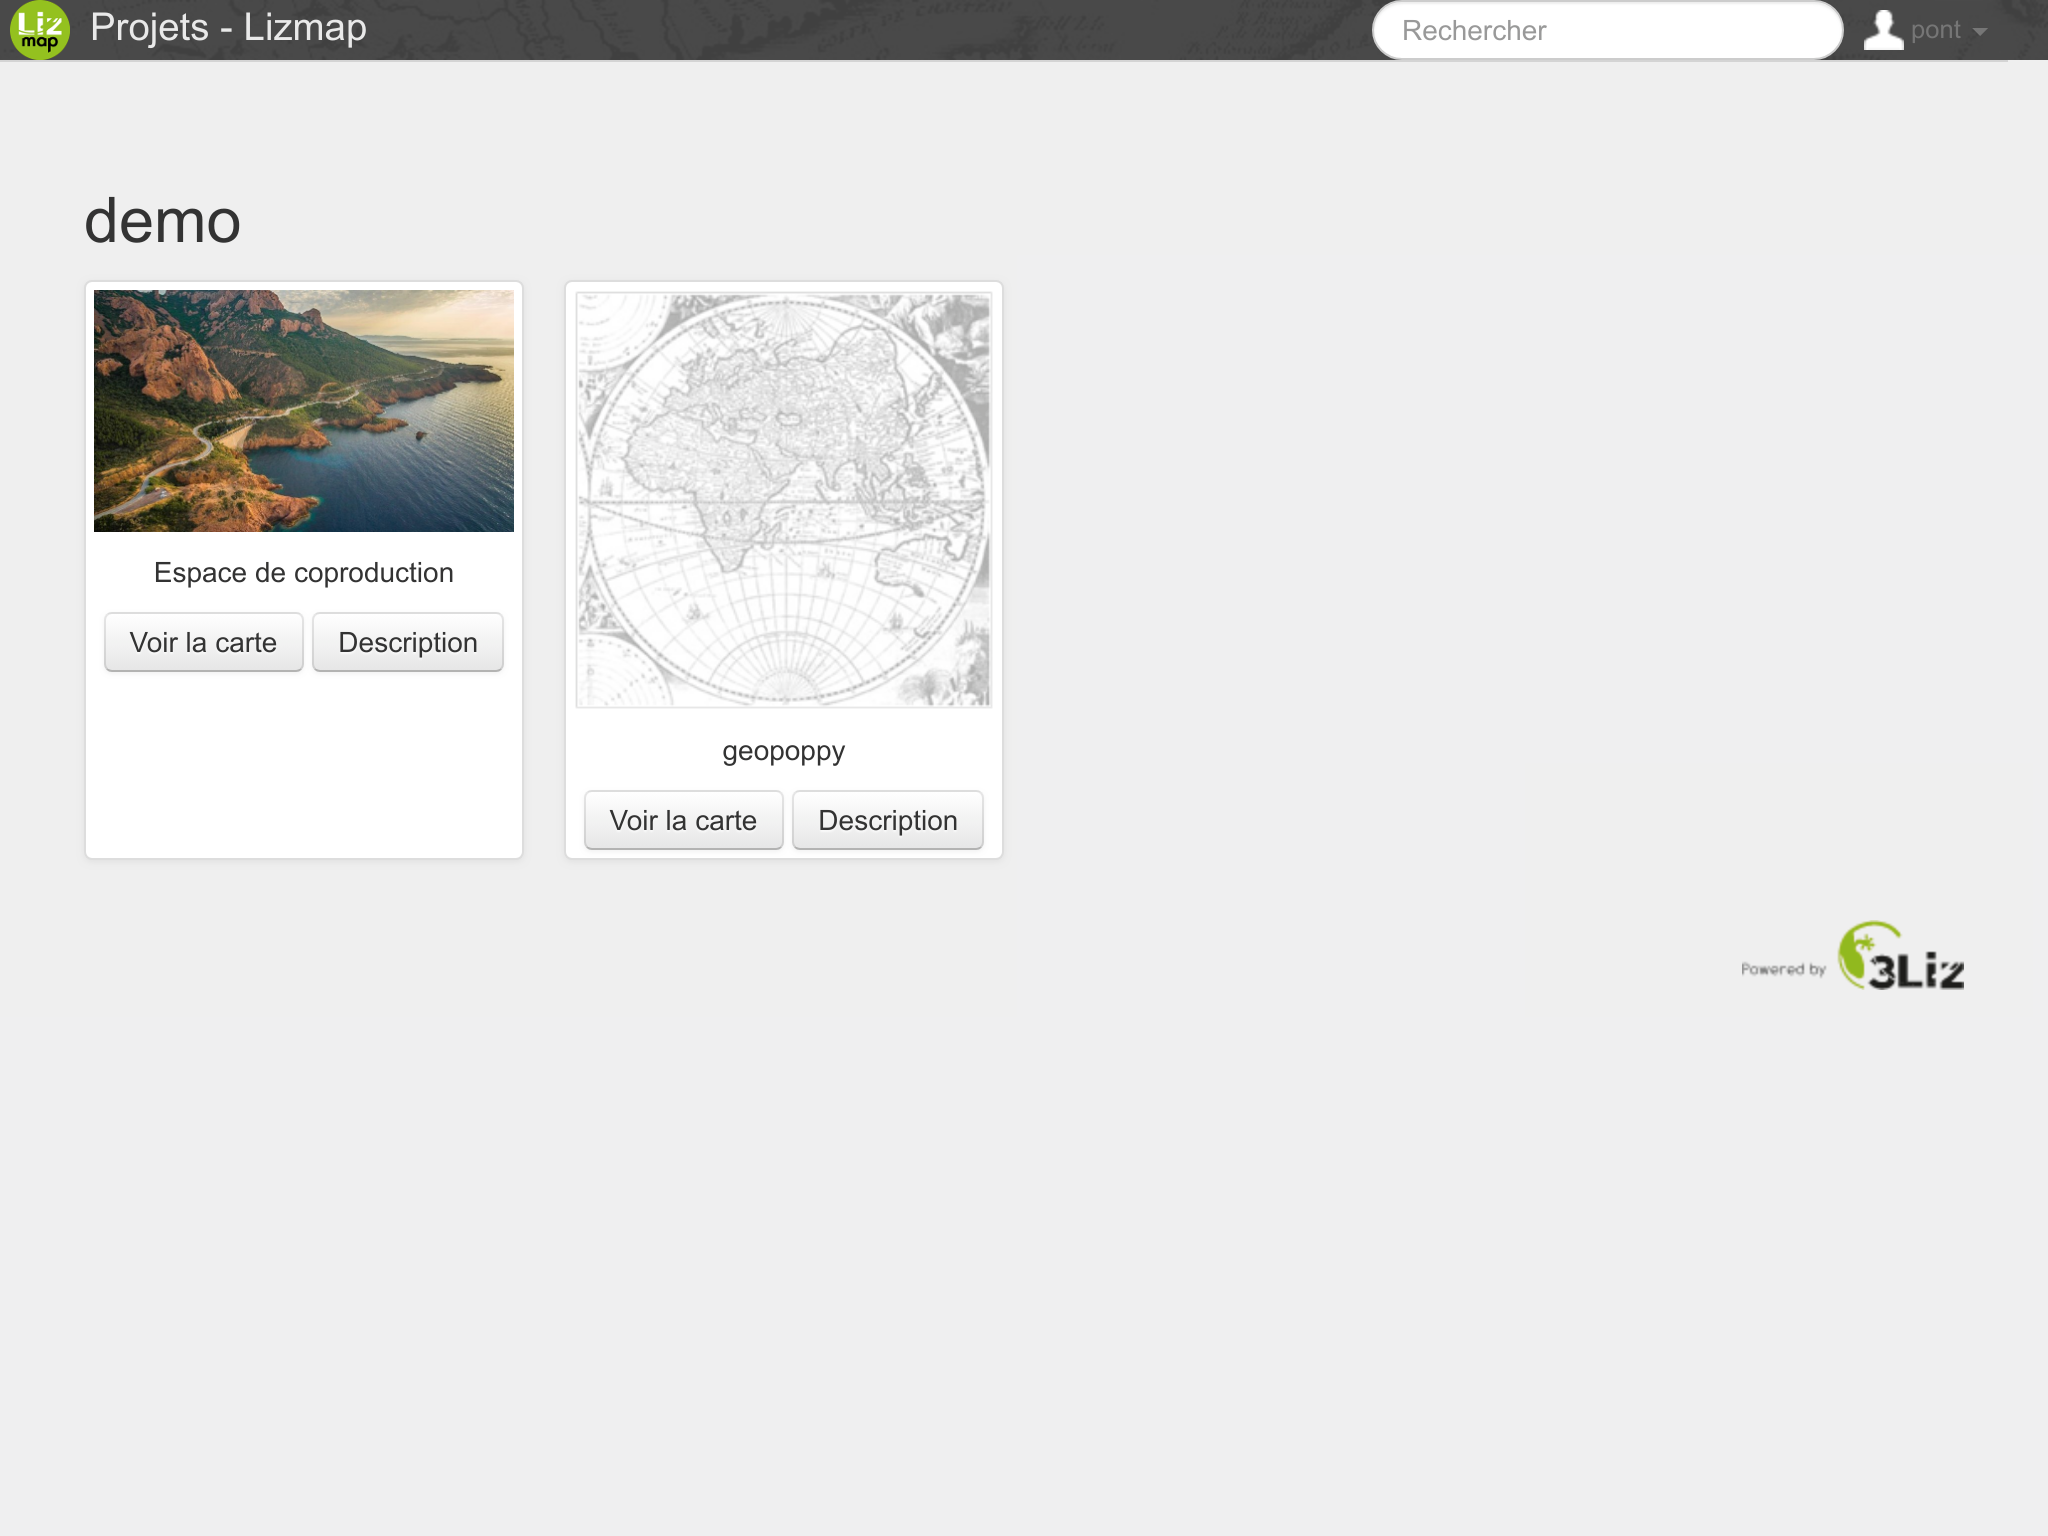 Liz
map
Projets - Lizmap
Rechercher
pont
demo
Espace de coproduction
Voir la carte
Description
geopoppy
Voir la carte
Description
Powered by
3Liz